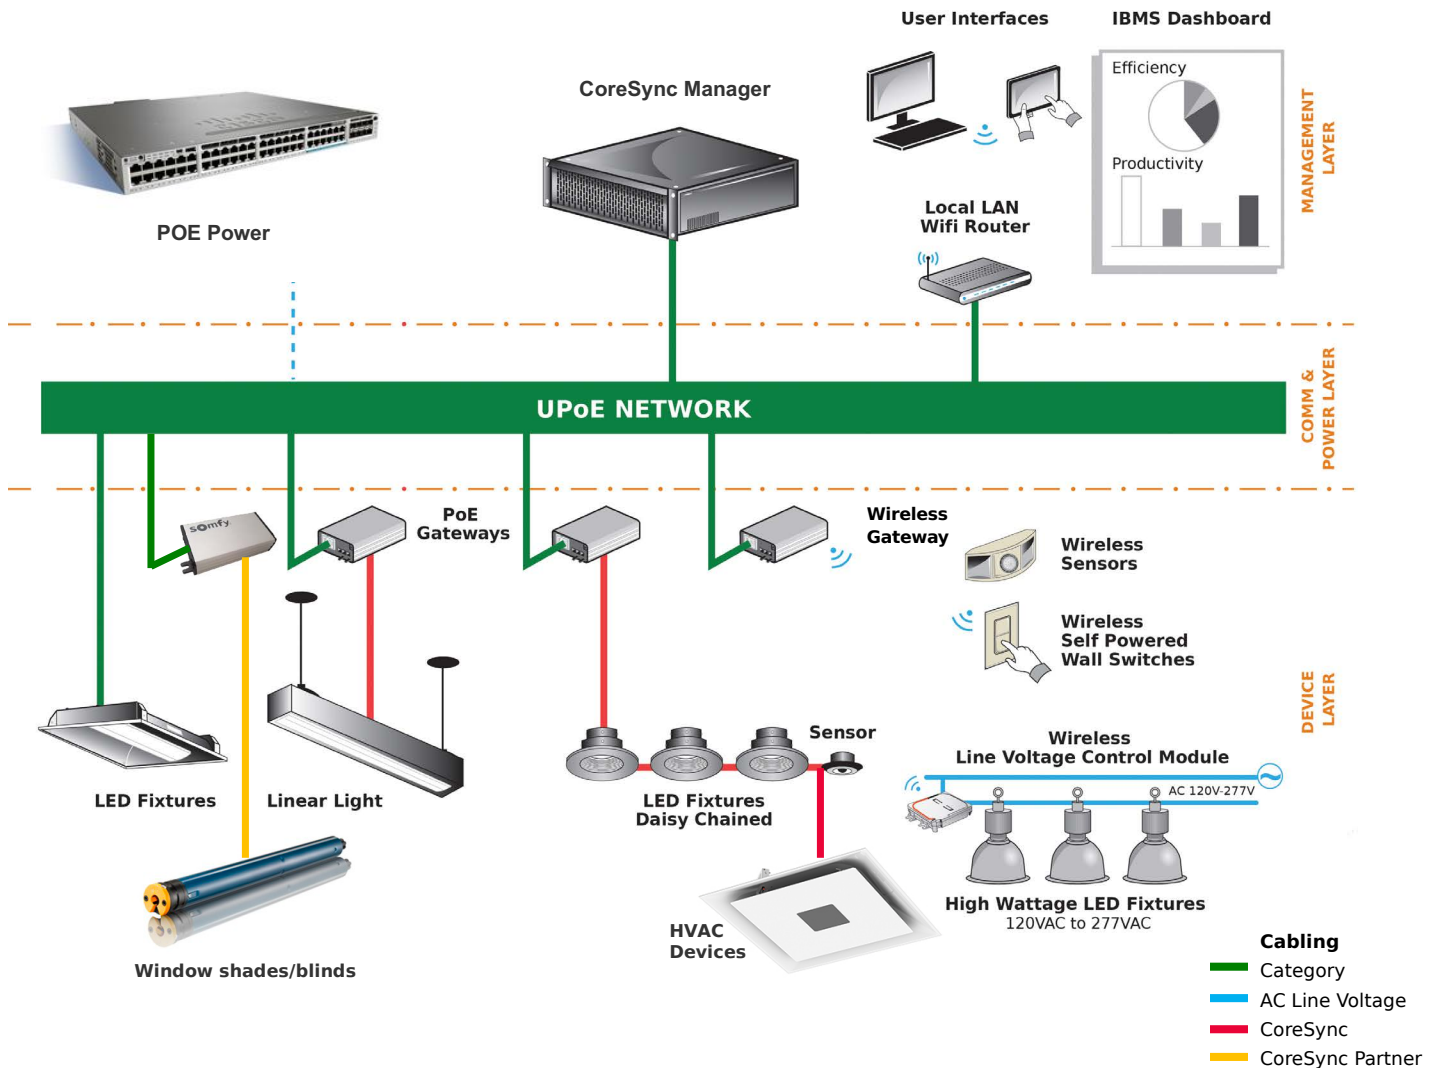 User Interfaces
IBMS Dashboard
Efficiency
Productivity
MANAGEMENT
LAYER
CoreSync Manager
POE Power
Local LAN
Wifi Router
UPoE NETWORK
COMM &
POWER LAYER
somfy
PoE
Gateways
Wireless
Gateway
Wireless
Sensors
Wireless
Self Powered
Wall Switches
DEVICE
LAYER
Sensor
Wireless
Line Voltage Control Module
AC 120V-277V
LED Fixtures
Linear Light
LED Fixtures
Daisy Chained
High Wattage LED Fixtures
120VAC to 277VAC
HVAC
Devices
Window shades/blinds
Cabling
Category
AC Line Voltage
CoreSync
CoreSync Partner